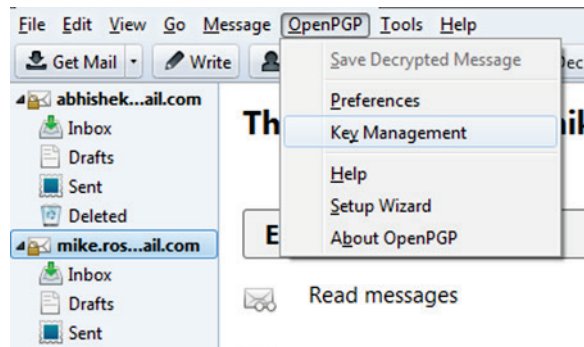 File Edit View Go Message OpenPGP Tools Help
Get Mail Write
Save Decrypted Message
Preferences
Key Management
Help
Setup Wizard
About OpenPGP
abhishek...ail.com
Inbox
Drafts
Sent
Deleted
mike.ros...ail.com
Inbox
Drafts
Sent
Th
E
Read messages